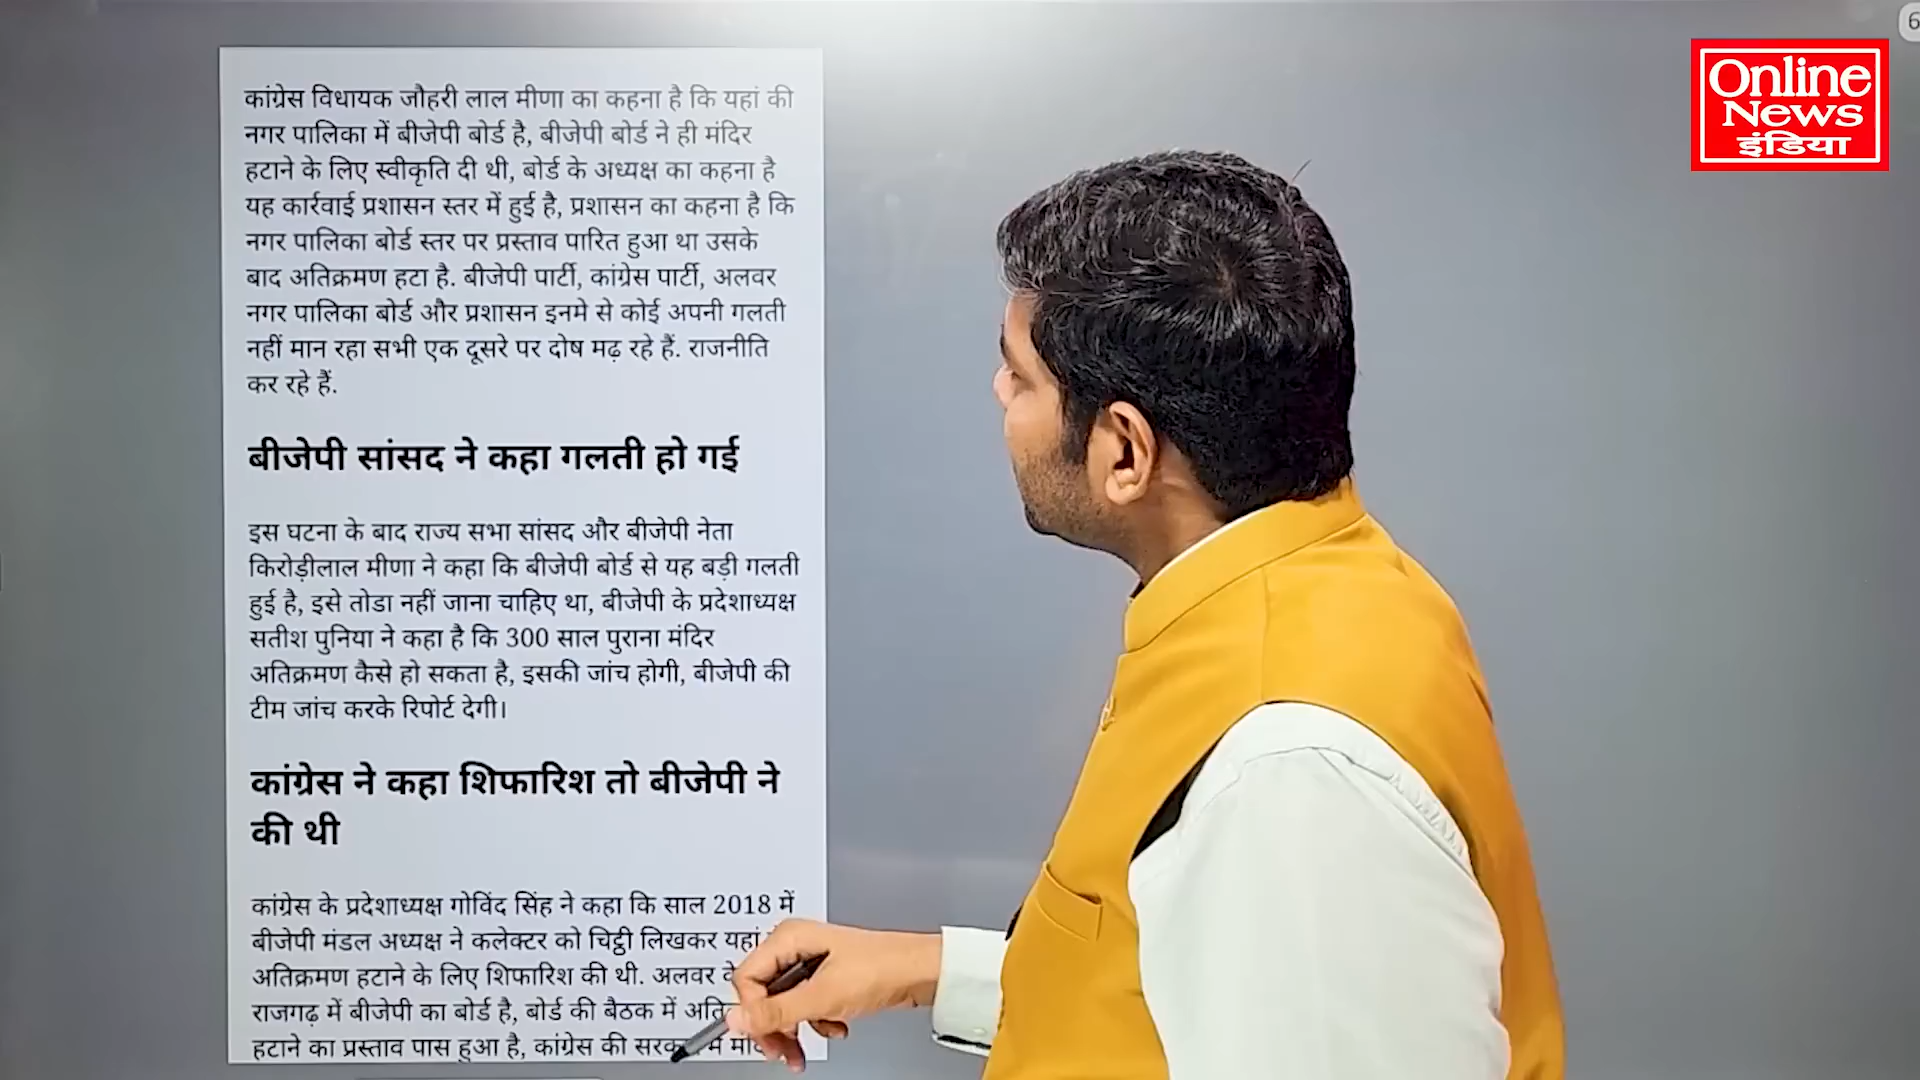 कांग्रेस विधायक जौहरी लाल मीणा का कहना है कि यहां की
नगर पालिका में बीजेपी बोर्ड है, बीजेपी बोर्ड ने ही मंदिर
हटाने के लिए स्वीकृति दी थी, बोर्ड के अध्यक्ष का कहना है
यह कार्रवाई प्रशासन स्तर में हुई है, प्रशासन का कहना है कि
नगर पालिका बोर्ड स्तर पर प्रस्ताव पारित हुआ था उसके
बाद अतिक्रमण हटा है. बीजेपी पार्टी, कांग्रेस पार्टी, अलवर
नगर पालिका बोर्ड और प्रशासन इनमे से कोई अपनी गलती
नहीं मान रहा सभी एक दूसरे पर दोष मढ़ रहे हैं. राजनीति
कर रहे हैं.
बीजेपी सांसद ने कहा गलती हो गई
इस घटना के बाद राज्य सभा सांसद और बीजेपी नेता
किरोड़ीलाल मीणा ने कहा कि बीजेपी बोर्ड से यह बड़ी गलती
हुई है, इसे तोडा नहीं जाना चाहिए था, बीजेपी के प्रदेशाध्यक्ष
सतीश पुनिया ने कहा है कि 300 साल पुराना मंदिर
अतिक्रमण कैसे हो सकता है, इसकी जांच होगी, बीजेपी की
टीम जांच करके रिपोर्ट देगी।
कांग्रेस ने कहा शिफारिश तो बीजेपी ने
की थी
कांग्रेस के प्रदेशाध्यक्ष गोविंद सिंह ने कहा कि साल 2018 में
बीजेपी मंडल अध्यक्ष ने कलेक्टर को चिट्ठी लिखकर यहां
अतिक्रमण हटाने के लिए शिफारिश की थी. अलवर
राजगढ़ में बीजेपी का बोर्ड है, बोर्ड की बैठक में
हटाने का प्रस्ताव पास हुआ है, कांग्रेस की
Online
News
इंडिया
6